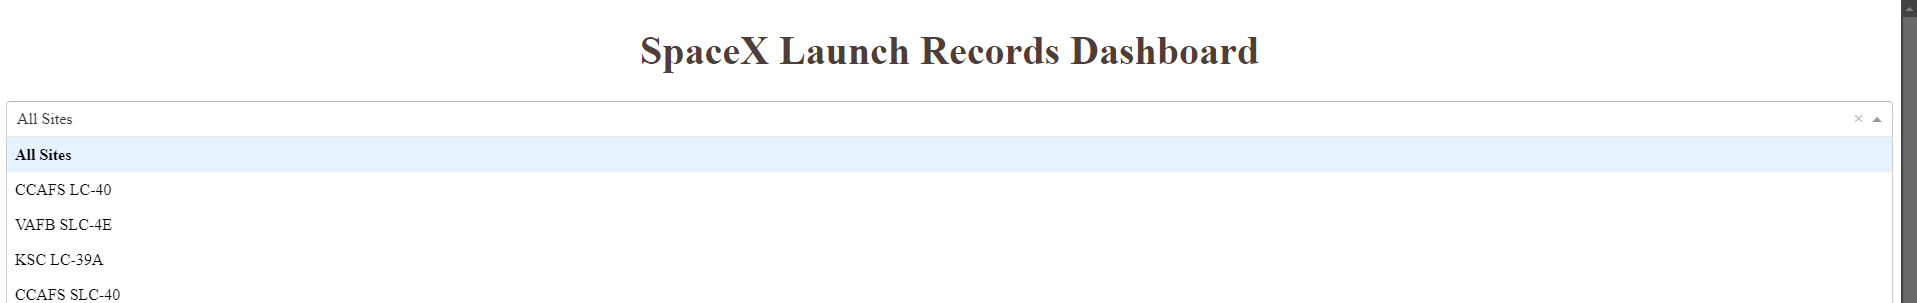 SpaceX Launch Records Dashboard
All Sites
All Sites
CCAFS LC-40
VAFB SLC-4E
KSC LC-39A
CCAFS SLC-40